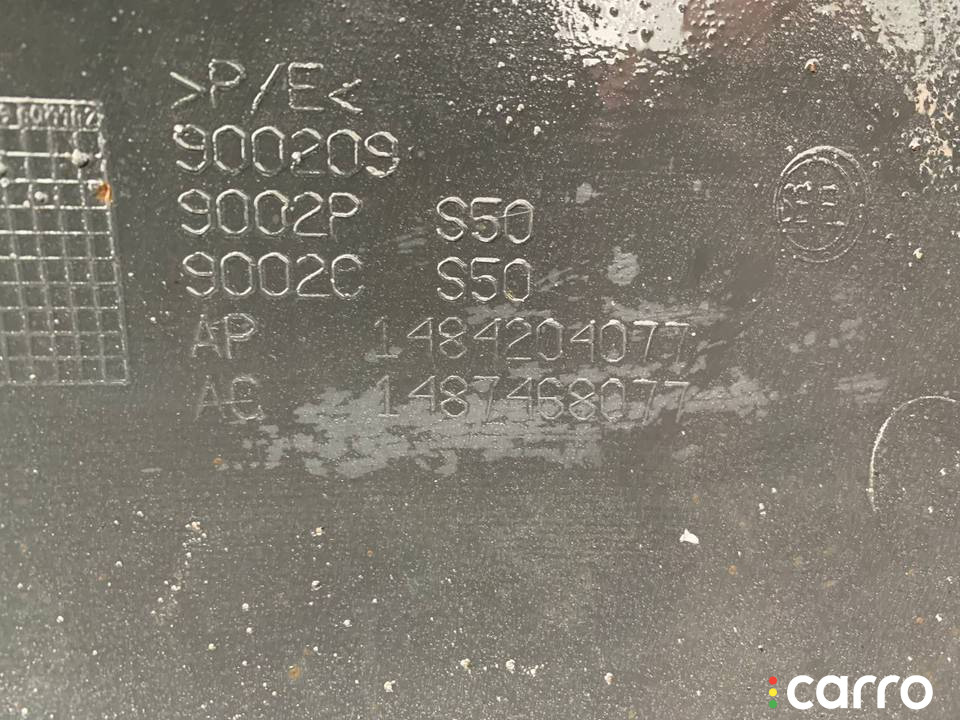 >P/E<
900209
9002P S50
9002C S50
AP 1484204077
AC 1487468077
carro